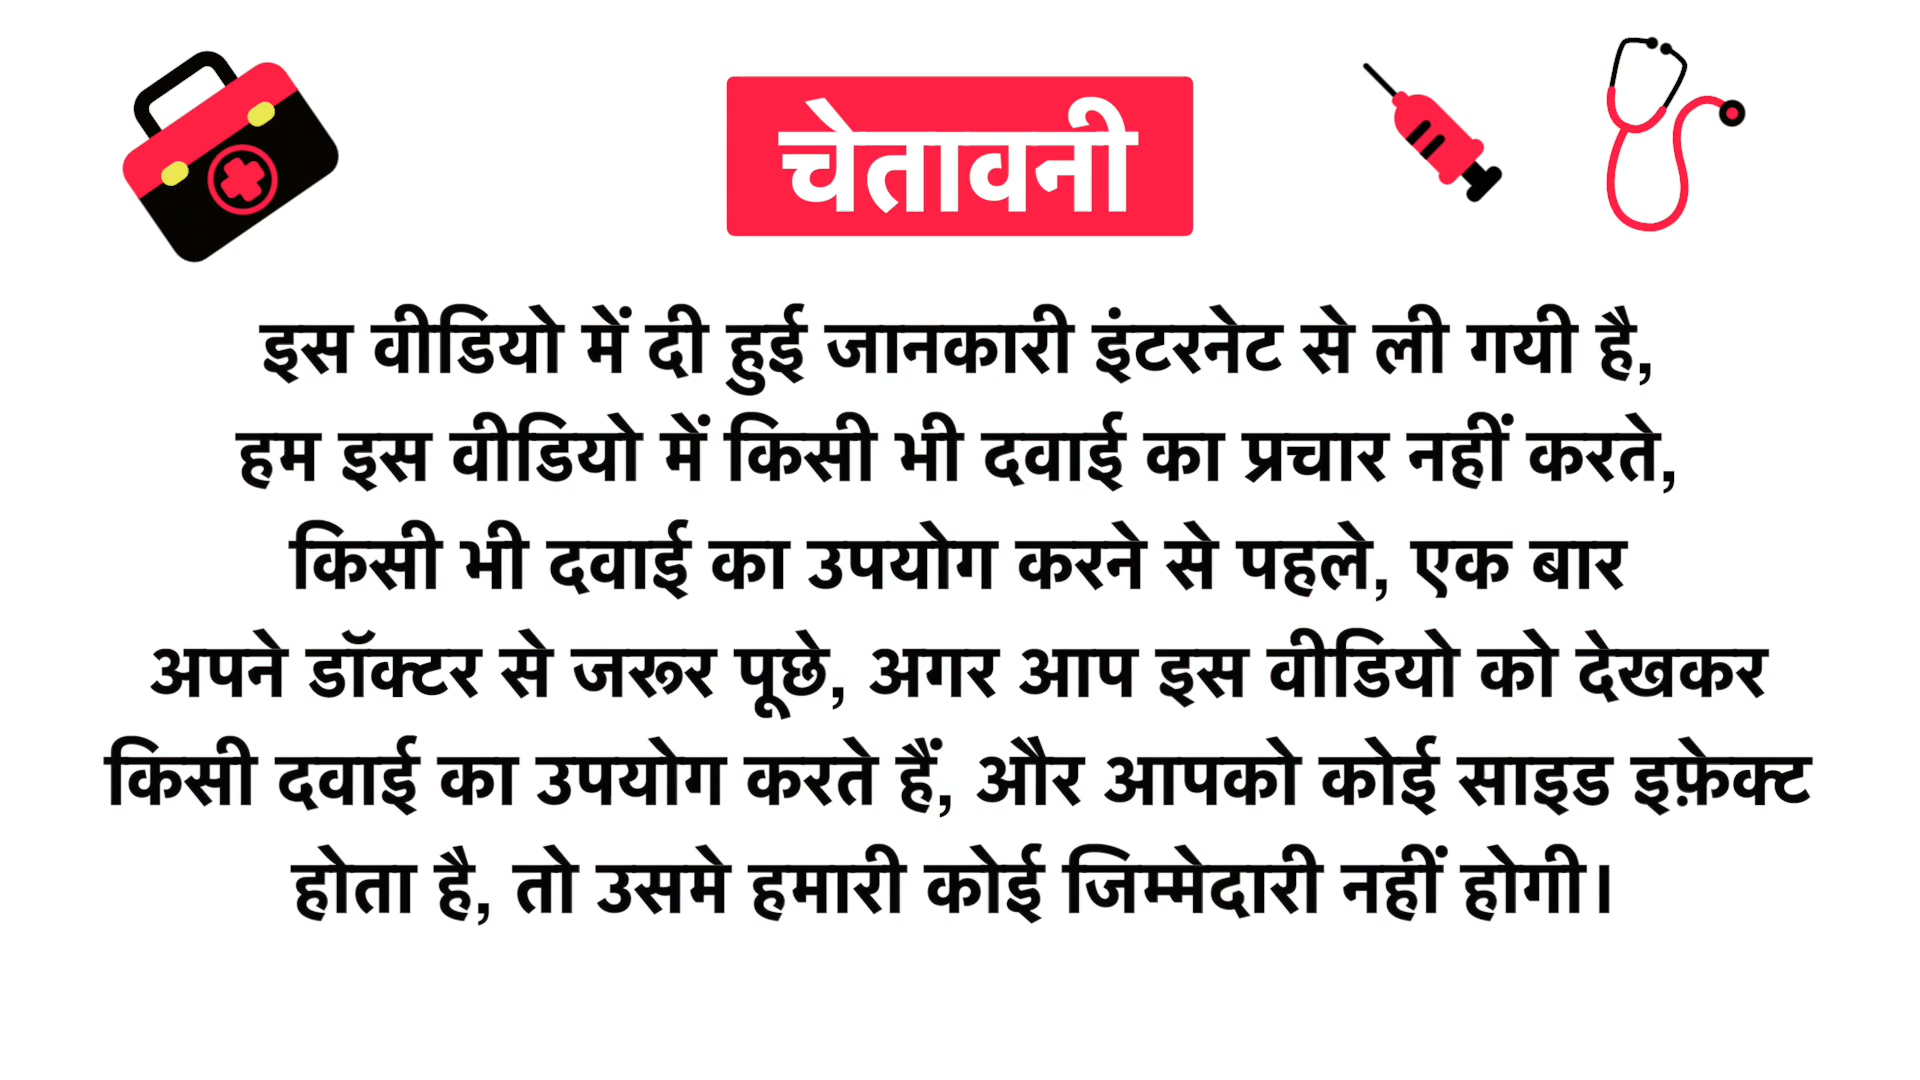 चेतावनी
इस वीडियो में दी हुई जानकारी इंटरनेट से ली गयी है,
हम इस वीडियो में किसी भी दवाई का प्रचार नहीं करते,
किसी भी दवाई का उपयोग करने से पहले, एक बार
अपने डॉक्टर से जरूर पूछे, अगर आप इस वीडियो को देखकर
किसी दवाई का उपयोग करते हैं, और आपको कोई साइड इफ़ेक्ट
होता है, तो उसमे हमारी कोई जिम्मेदारी नहीं होगी।